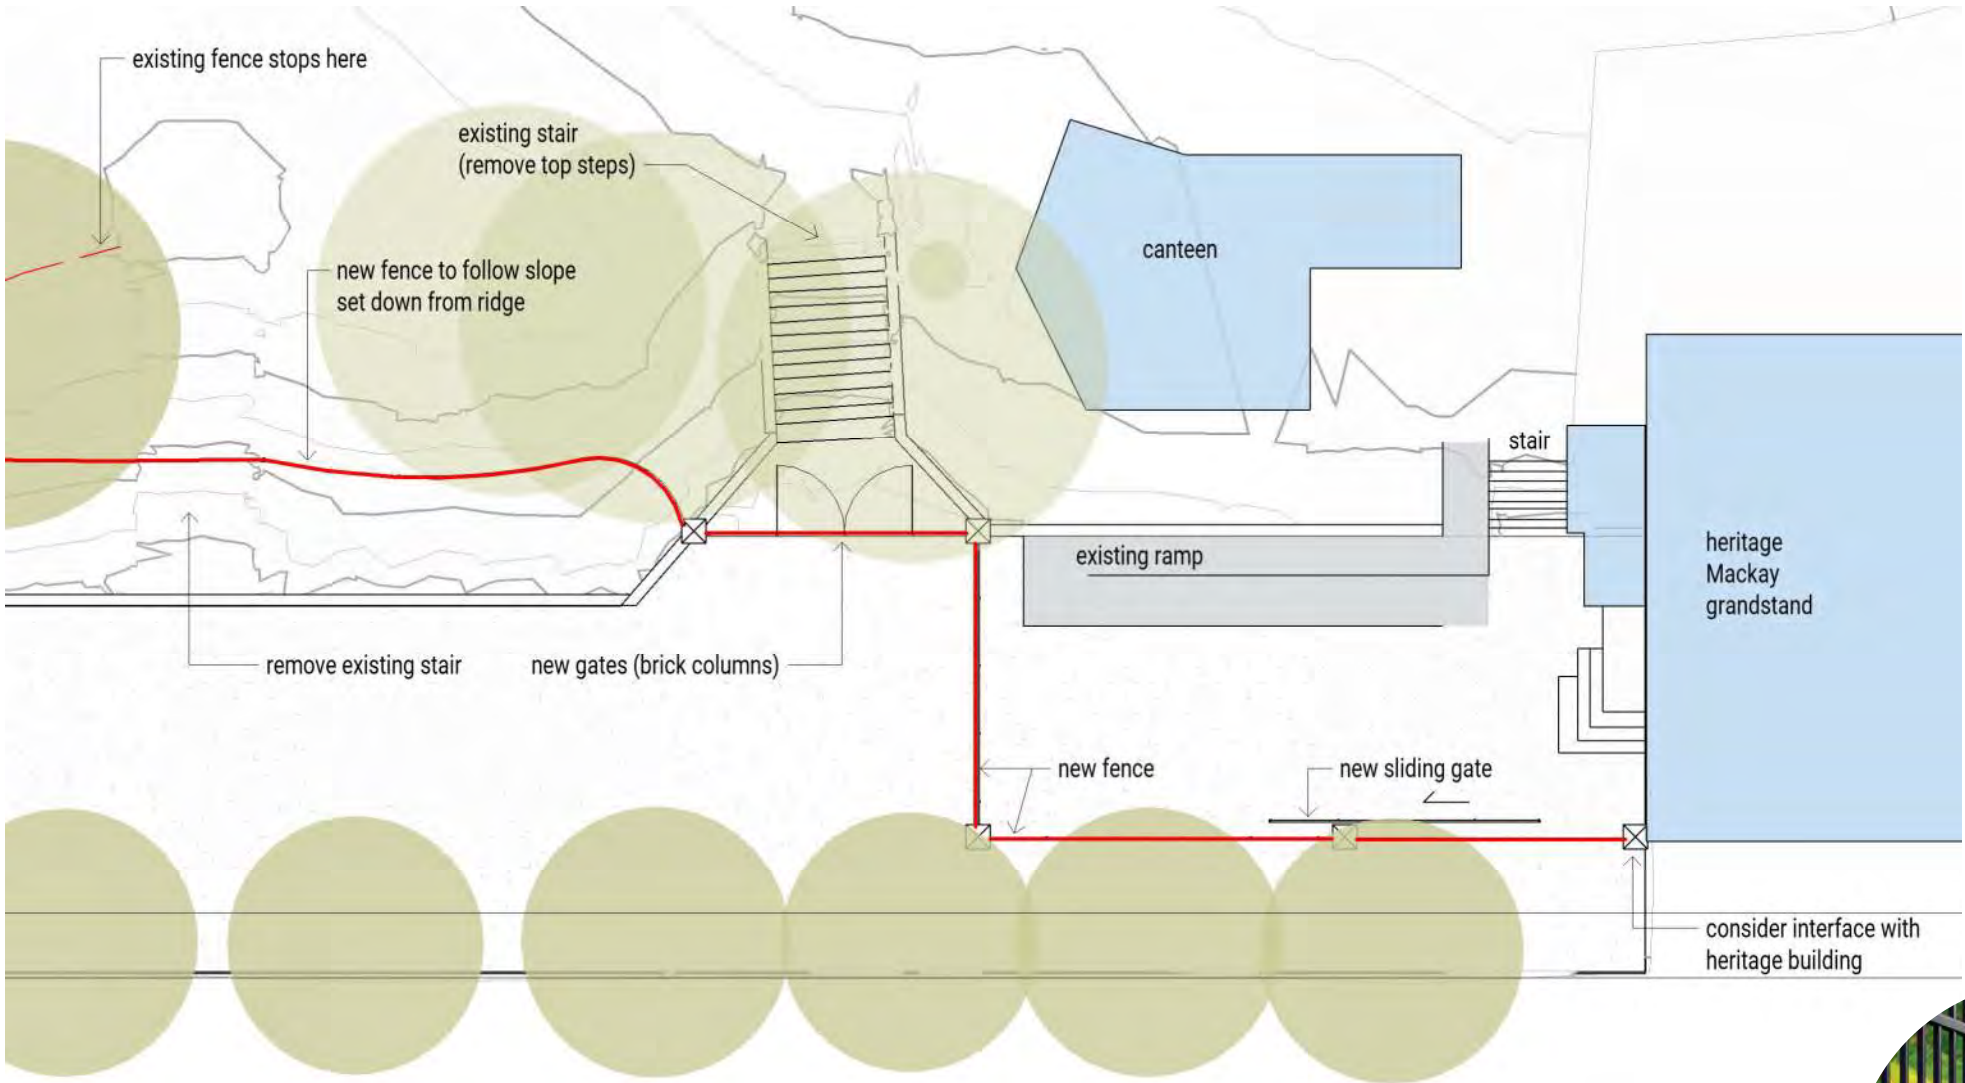 existing fence stops here
existing stair
(remove top steps)
canteen
new fence to follow slope
set down from ridge
stair
existing ramp
heritage
Mackay
grandstand
remove existing stair
new gates (brick columns)
new fence
new sliding gate
consider interface with
heritage building